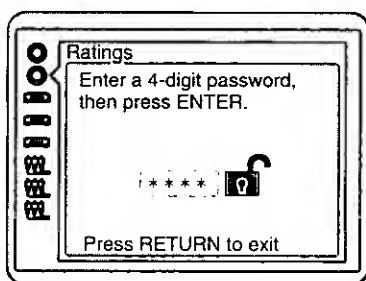 Ratings
Enter a 4-digit password,
then press ENTER.
* * * *
Press RETURN to exit